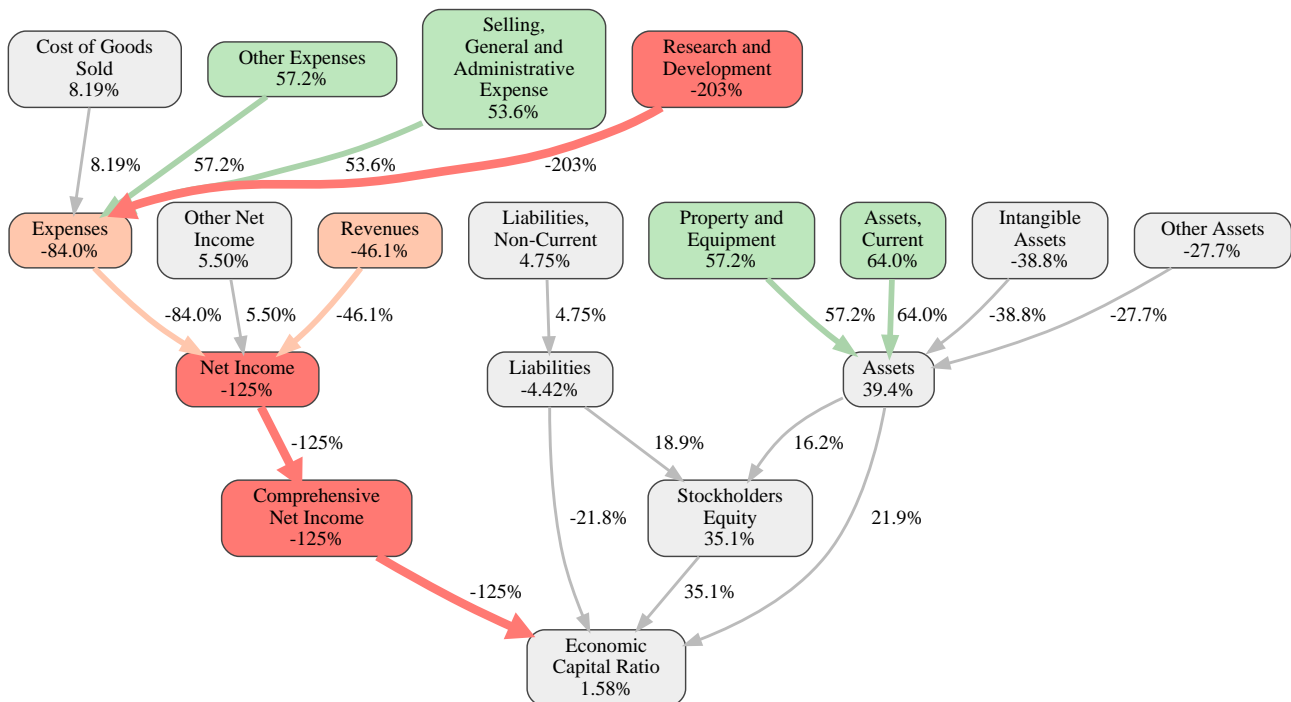 Cost of Goods
Sold
8.19%
Other Expenses
57.2%
Selling,
General and
Administrative
Expense
53.6%
Research and
Development
-203%
8.19%
57.2%
53.6%
-203%
Expenses
-84.0%
Other Net
Income
5.50%
Revenues
-46.1%
Liabilities,
Non-Current
4.75%
Property and
Equipment
57.2%
Assets,
Current
64.0%
Intangible
Assets
-38.8%
Other Assets
-27.7%
-84.0%
5.50%
-46.1%
4.75%
57.2%
64.0%
-38.8%
-27.7%
Net Income
-125%
Liabilities
-4.42%
Assets
39.4%
-125%
18.9%
16.2%
Comprehensive
Net Income
-125%
-21.8%
Stockholders
Equity
35.1%
21.9%
-125%
35.1%
Economic
Capital Ratio
1.58%